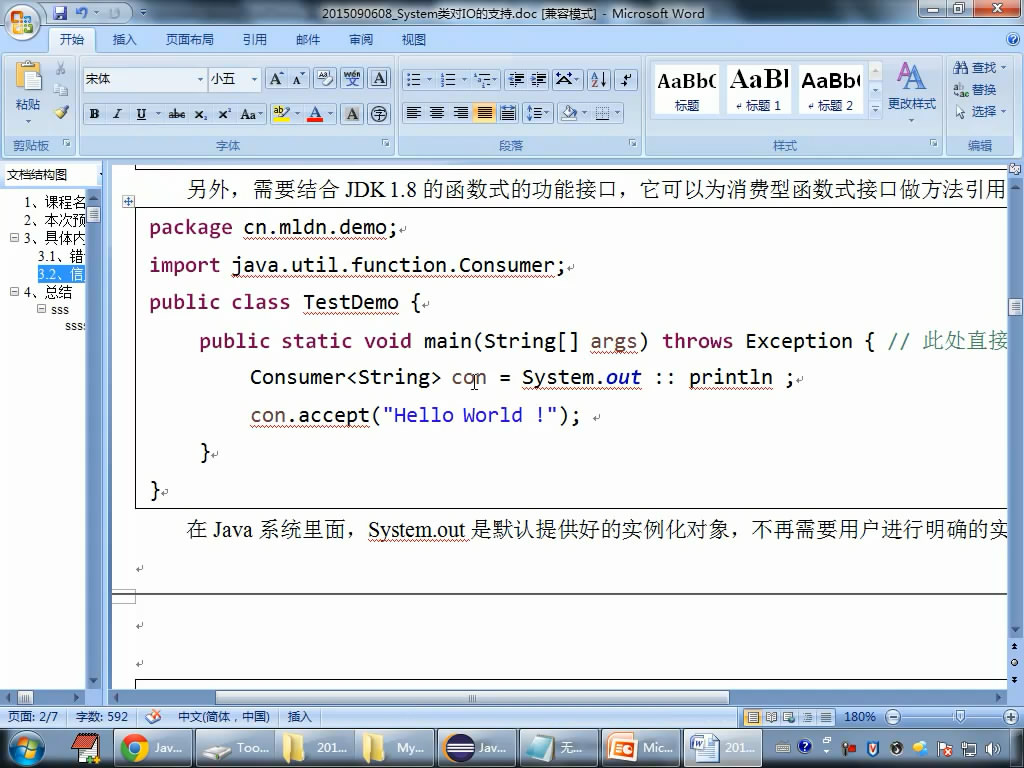 2015090608_System类对IO的支持.doc [兼容模式] - Microsoft Word
开始 插入 页面布局 引用 邮件 审阅 视图
宋体 小五
粘贴
B I U abc x₂ x² Aa
AaBbC AaBl AaBb(
标题 标题 1 标题 2
更改样式
查找
替换
选择
剪贴板 字体 段落 样式 编辑
文档结构图
1、课程名
2、本次预
3、具体内
3.1、错
3.2、信
4、总结
sss
ssss
另外，需要结合 JDK 1.8 的函数式的功能接口，它可以为消费型函数式接口做方法引用
package cn.mldn.demo;
import java.util.function.Consumer;
public class TestDemo {
public static void main(String[] args) throws Exception { // 此处直接
Consumer<String> con = System.out :: println ;
con.accept("Hello World !");
}
}
在 Java 系统里面，System.out 是默认提供好的实例化对象，不再需要用户进行明确的实
页面: 2/7 字数: 592 中文(简体，中国) 插入 180%
Java... Too... 201... My... Java... 无... Mic... 201...